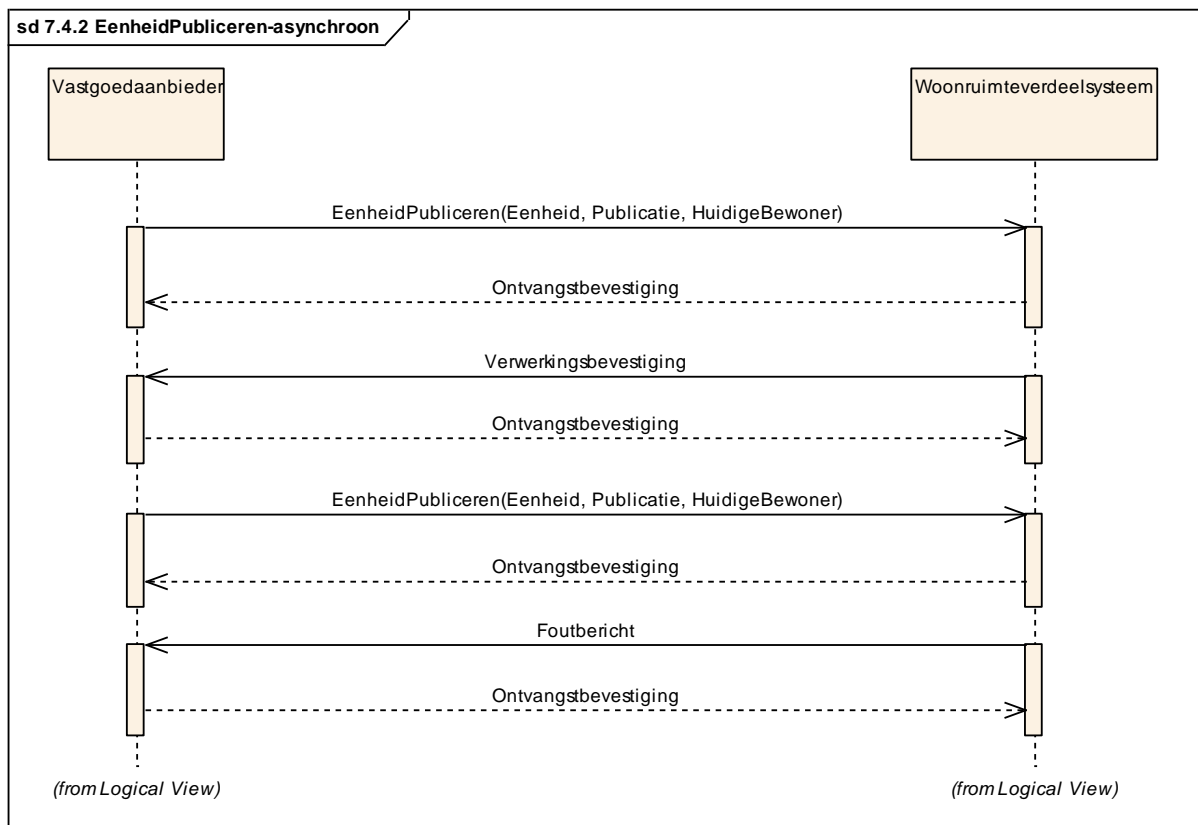 sd 7.4.2 EenheidPubliceren-asynchroon
Vastgoedaanbieder
Woonruimteverdeelsysteem
EenheidPubliceren(Eenheid, Publicatie, HuidigeBewoner)
Ontvangstbevestiging
Verwerkingsbevestiging
Ontvangstbevestiging
EenheidPubliceren(Eenheid, Publicatie, HuidigeBewoner)
Ontvangstbevestiging
Foutbericht
Ontvangstbevestiging
(from Logical View)
(from Logical View)